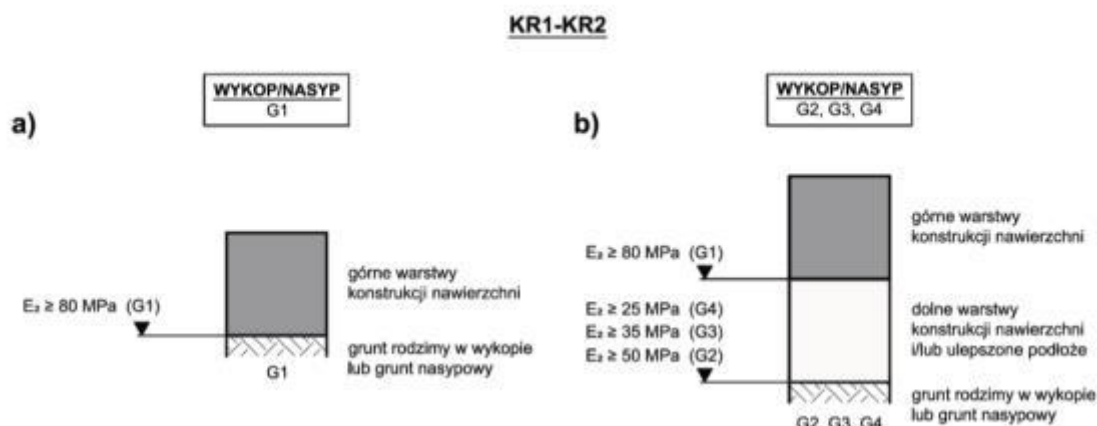 KR1-KR2
WYKOP/NASYP
G1
a)
E₂ ≥ 80 MPa (G1)
górne warstwy
konstrukcji nawierzchni
grunt rodzimy w wykopie
lub grunt nasypowy
G1
WYKOP/NASYP
G2, G3, G4
b)
E₂ ≥ 80 MPa (G1)
górne warstwy
konstrukcji nawierzchni
E₂ ≥ 25 MPa (G4)
E₂ ≥ 35 MPa (G3)
E₂ ≥ 50 MPa (G2)
dolne warstwy
konstrukcji nawierzchni
i/lub ulepszone podłoże
grunt rodzimy w wykopie
lub grunt nasypowy
G2, G3, G4